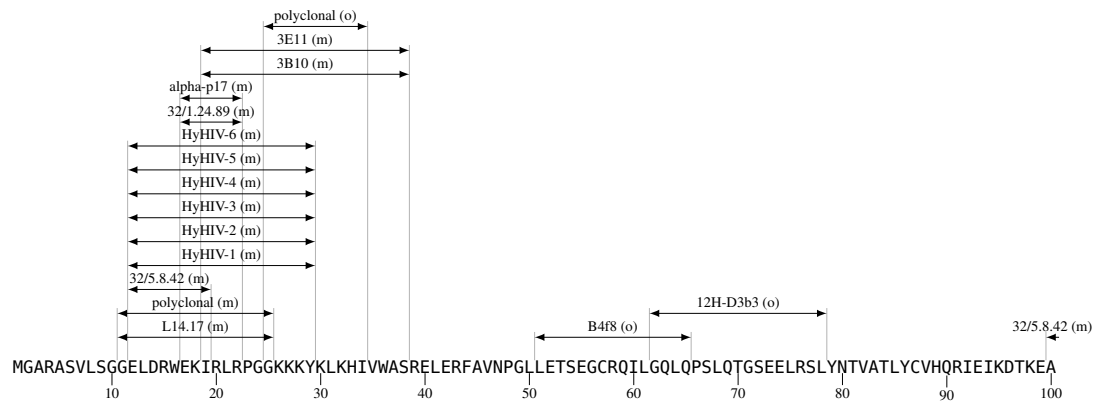 polyclonal (o)
3E11 (m)
3B10 (m)
alpha-p17 (m)
32/1.24.89 (m)
HyHIV-6 (m)
HyHIV-5 (m)
HyHIV-4 (m)
HyHIV-3 (m)
HyHIV-2 (m)
HyHIV-1 (m)
32/5.8.42 (m)
polyclonal (m) 12H-D3b3 (o)
L14.17 (m) B4f8 (o) 32/5.8.42 (m)
MGARASVLSGGELDRWEKIRLRPGGKKKYKLKHIVWASRELERFAVNPGLLETSEGCRQILGQLQPSLQTGSEELRSLYNTVATLYCVHQRIEIKDTKEA
10 20 30 40 50 60 70 80 90 100